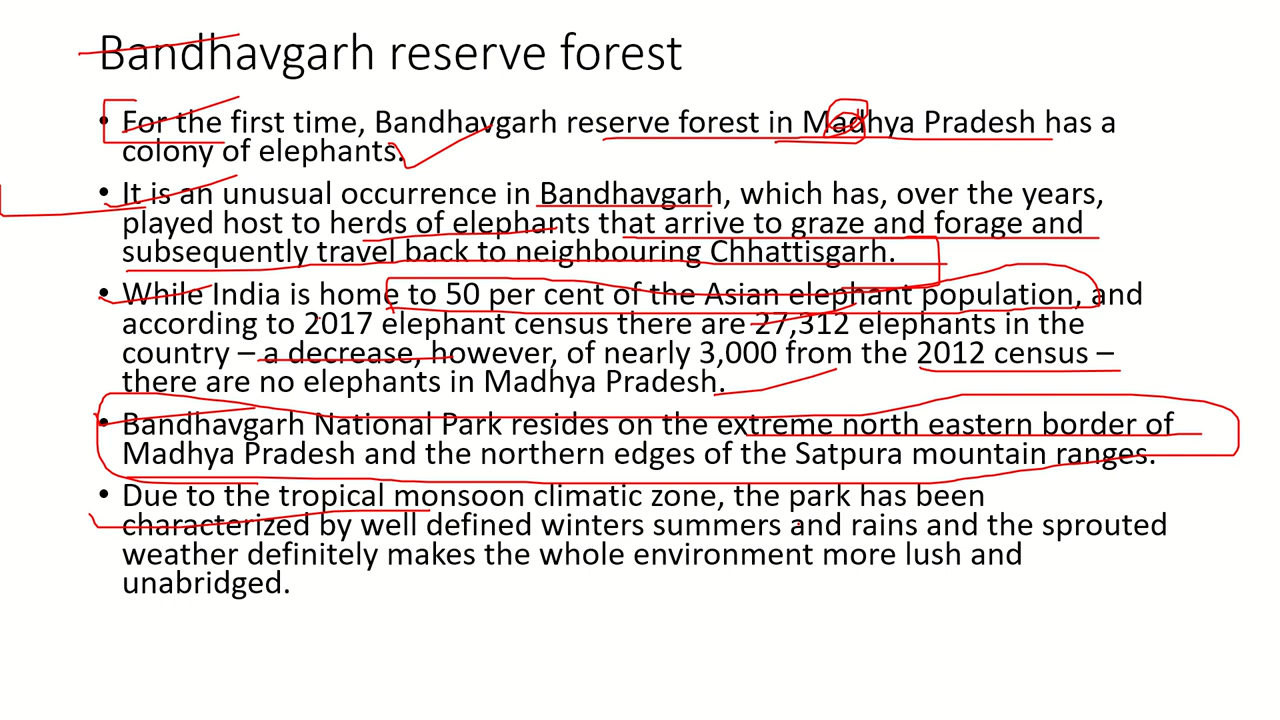 Bandhavgarh reserve forest
• For the first time, Bandhavgarh reserve forest in Madhya Pradesh has a
colony of elephants.
• It is an unusual occurrence in Bandhavgarh, which has, over the years,
played host to herds of elephants that arrive to graze and forage and
subsequently travel back to neighbouring Chhattisgarh.
• While India is home to 50 per cent of the Asian elephant population, and
according to 2017 elephant census there are 27,312 elephants in the
country – a decrease, however, of nearly 3,000 from the 2012 census –
there are no elephants in Madhya Pradesh.
• Bandhavgarh National Park resides on the extreme north eastern border of
Madhya Pradesh and the northern edges of the Satpura mountain ranges.
• Due to the tropical monsoon climatic zone, the park has been
characterized by well defined winters summers and rains and the sprouted
weather definitely makes the whole environment more lush and
unabridged.